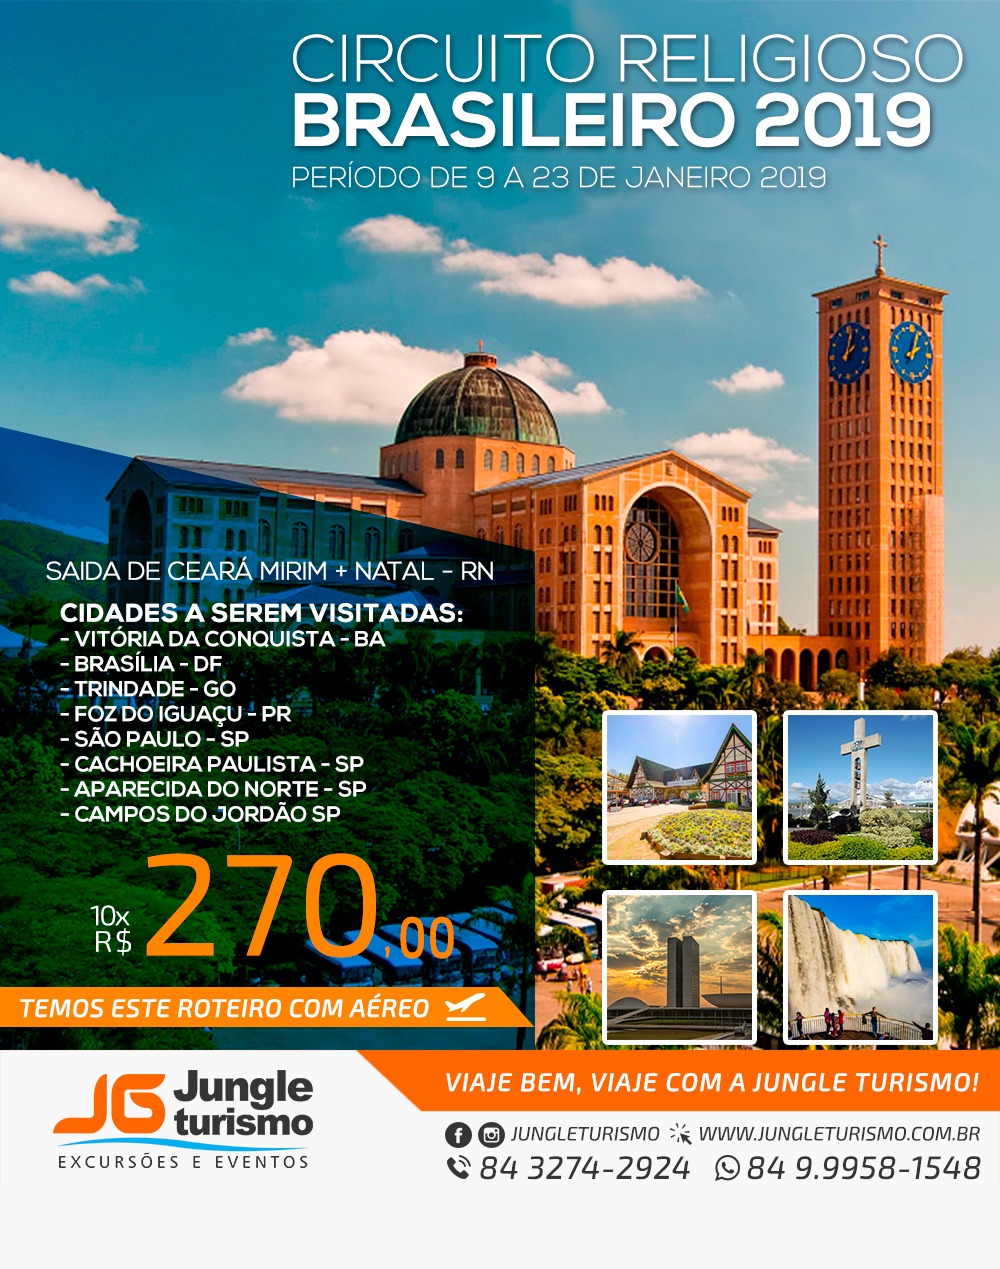 CIRCUITO RELIGIOSO
BRASILEIRO 2019
PERÍODO DE 9 A 23 DE JANEIRO 2019
SAIDA DE CEARÁ MIRIM + NATAL - RN
CIDADES A SEREM VISITADAS:
- VITÓRIA DA CONQUISTA - BA
- BRASÍLIA - DF
- TRINDADE - GO
- FOZ DO IGUAÇU - PR
- SÃO PAULO - SP
- CACHOEIRA PAULISTA - SP
- APARECIDA DO NORTE - SP
- CAMPOS DO JORDÃO SP
10x
R$ 270,00
TEMOS ESTE ROTEIRO COM AÉREO
VIAJE BEM, VIAJE COM A JUNGLE TURISMO!
JG Jungle
turismo
EXCURSÕES E EVENTOS
JUNGLETURISMO WWW.JUNGLETURISMO.COM.BR
84 3274-2924 84 9.9958-1548